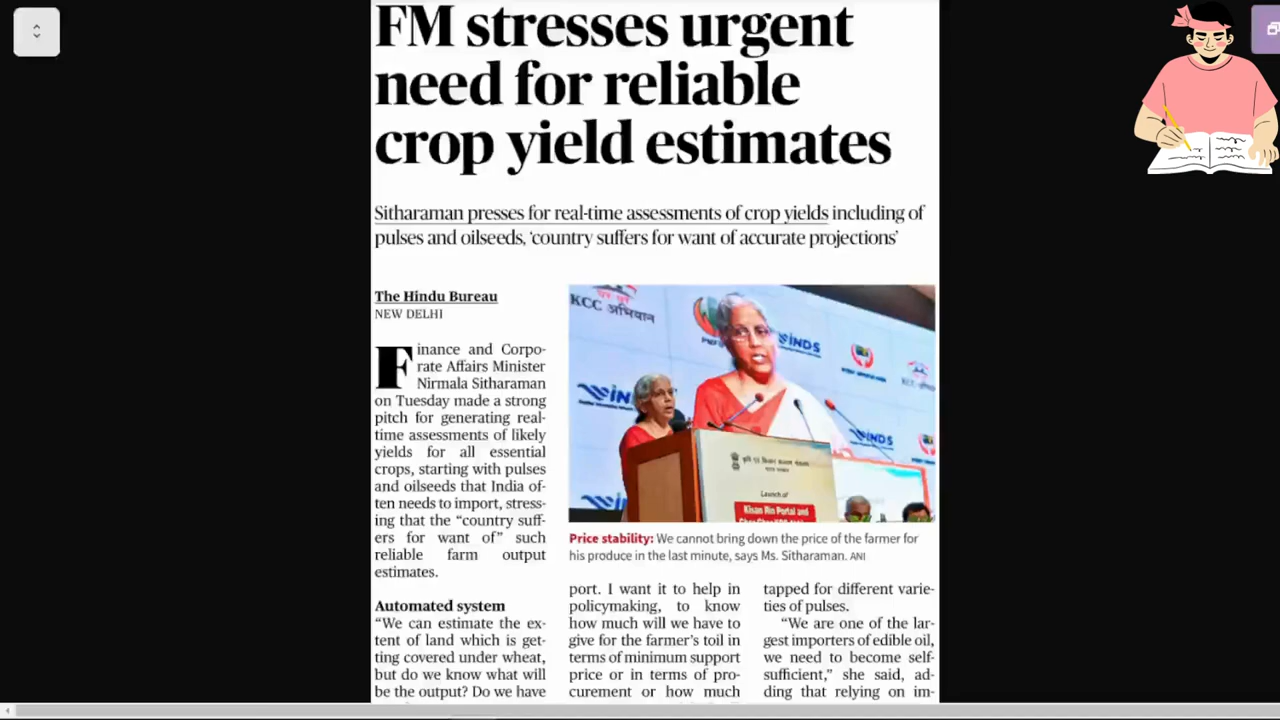 FM stresses urgent
need for reliable
crop yield estimates
Sitharaman presses for real-time assessments of crop yields including of
pulses and oilseeds, ‘country suffers for want of accurate projections’
The Hindu Bureau
NEW DELHI
Finance and Corpo-
rate Affairs Minister
Nirmala Sitharaman
on Tuesday made a strong
pitch for generating real-
time assessments of likely
yields for all essential
crops, starting with pulses
and oilseeds that India of-
ten needs to import, stress-
ing that the “country suff-
ers for want of” such
reliable farm output
estimates.
Automated system
“We can estimate the ex-
tent of land which is get-
ting covered under wheat,
but do we know what will
be the output? Do we have
KCC अभियान
WINDS
WINDS
Launch of
Kisan Rin Portal and
Price stability: We cannot bring down the price of the farmer for
his produce in the last minute, says Ms. Sitharaman. ANI
port. I want it to help in
policymaking, to know
how much will we have to
give for the farmer’s toil in
terms of minimum support
price or in terms of pro-
curement or how much
tapped for different varie-
ties of pulses.
“We are one of the lar-
gest importers of edible oil,
we need to become self-
sufficient,” she said, ad-
ding that relying on im-